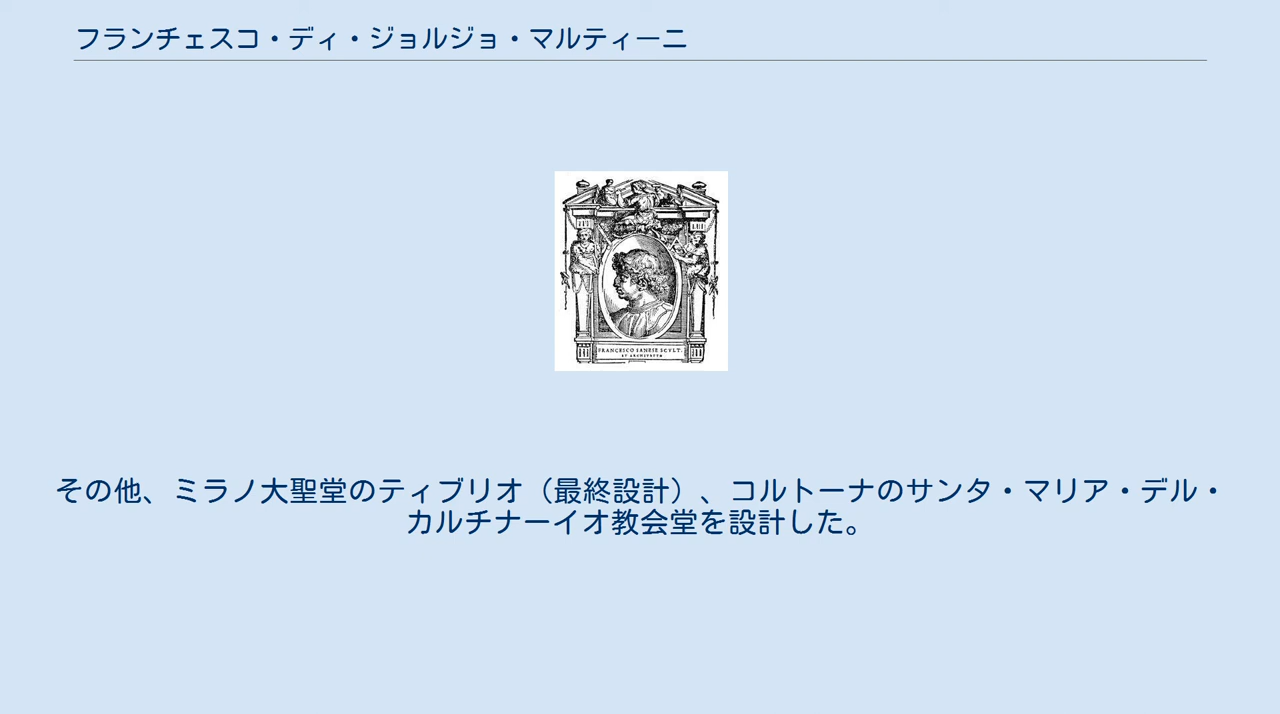 フランチェスコ・ディ・ジョルジョ・マルティーニ
FRANCESCO SANESE SCVLT.
ET ARCHITETTO
その他、ミラノ大聖堂のティブリオ（最終設計）、コルトーナのサンタ・マリア・デル・
カルチナーイオ教会堂を設計した。